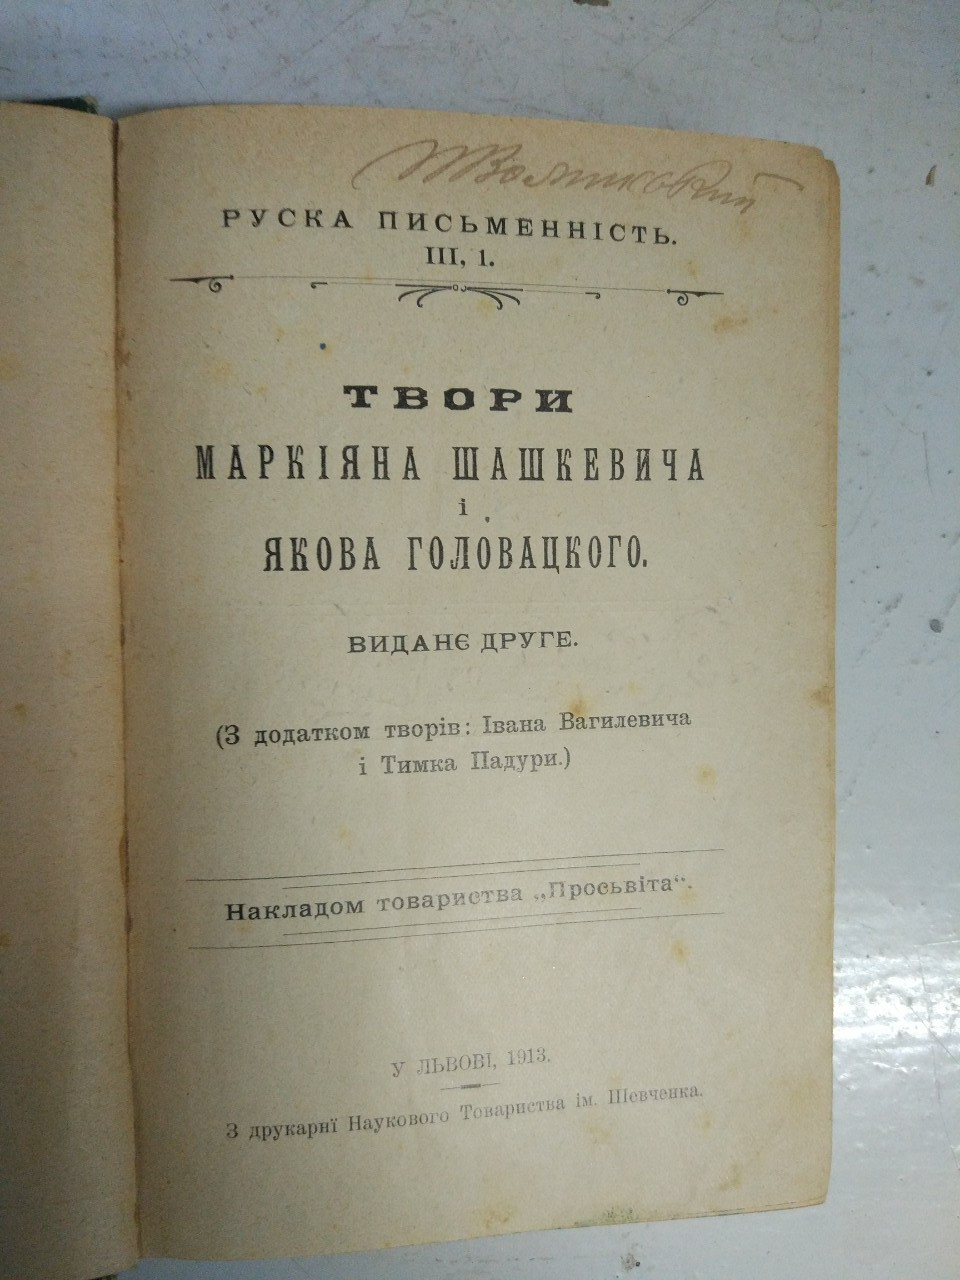 РУСКА ПИСЬМЕННІСТЬ.
III, 1.
ТВОРИ
МАРКІЯНА ШАШКЕВИЧА
і
ЯКОВА ГОЛОВАЦКОГО.
ВИДАНЄ ДРУГЕ.
(З додатком творів: Івана Вагилевича
і Тимка Падури.)
Накладом товариства „Просьвіта“.
У ЛЬВОВІ, 1913.
З друкарнї Наукового Товариства ім. Шевченка.